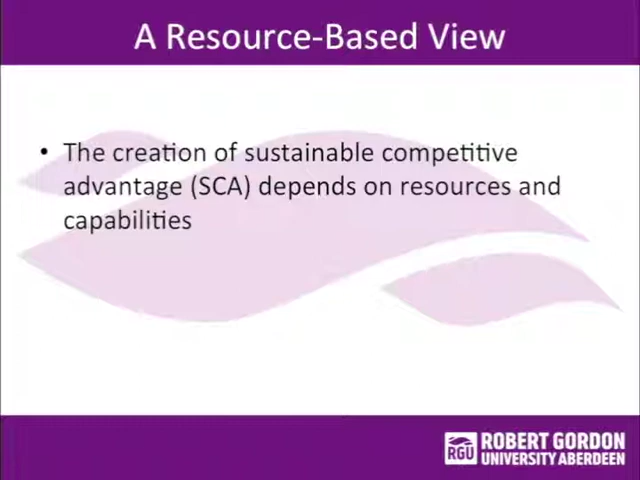 A Resource-Based View
• The creation of sustainable competitive
advantage (SCA) depends on resources and
capabilities
RGU
ROBERT GORDON
UNIVERSITY ABERDEEN